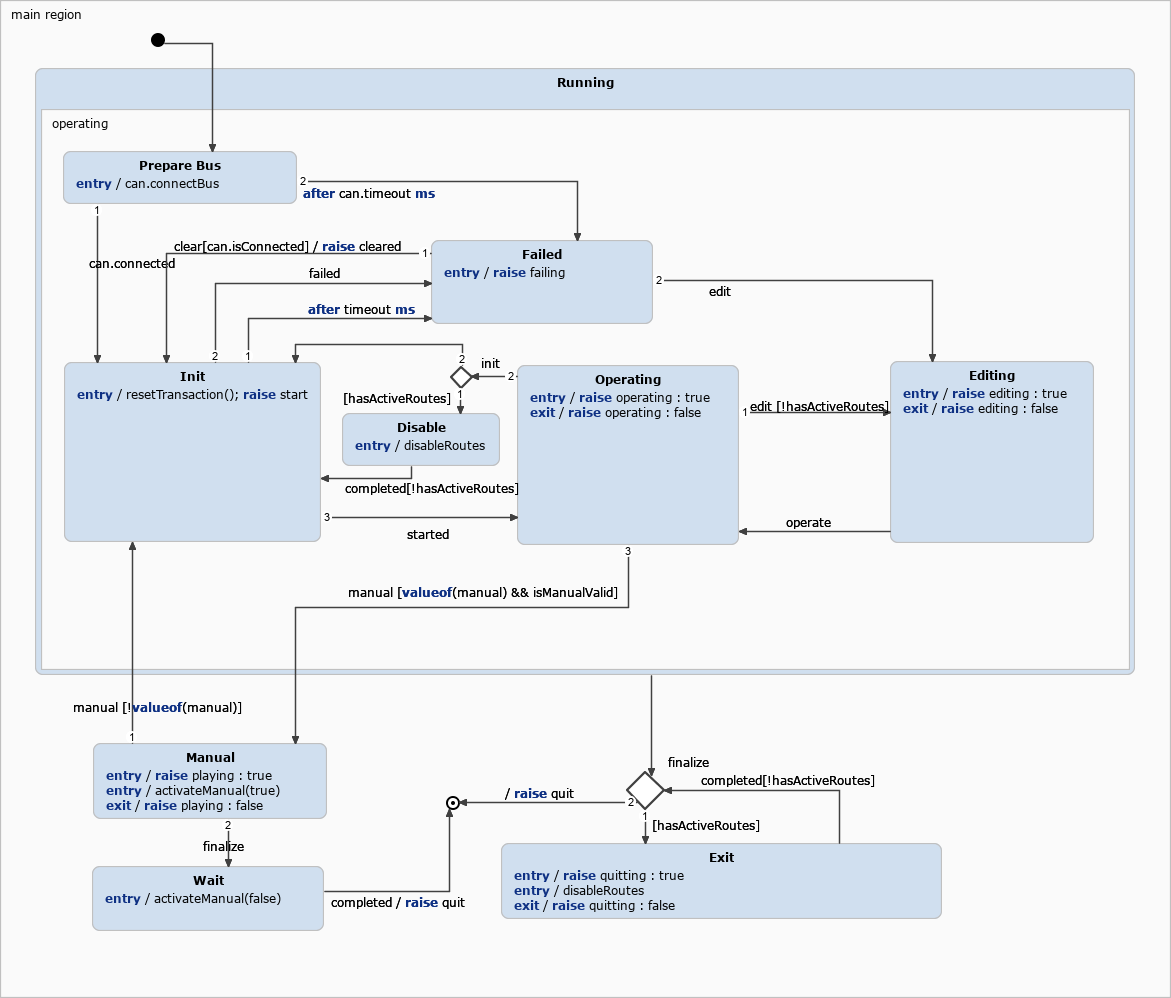 main region
Running
operating
Prepare Bus
entry / can.connectBus
2
after can.timeout ms
1
can.connected
clear[can.isConnected] / raise cleared
1
Failed
entry / raise failing
failed
after timeout ms
2
edit
2
1
2
init
2
1
[hasActiveRoutes]
Init
entry / resetTransaction(); raise start
Disable
entry / disableRoutes
completed[!hasActiveRoutes]
3
started
Operating
entry / raise operating : true
exit / raise operating : false
1
edit [!hasActiveRoutes]
Editing
entry / raise editing : true
exit / raise editing : false
operate
3
manual [valueof(manual) && isManualValid]
manual [!valueof(manual)]
1
Manual
entry / raise playing : true
entry / activateManual(true)
exit / raise playing : false
2
finalize
Wait
entry / activateManual(false)
completed / raise quit
finalize
completed[!hasActiveRoutes]
/ raise quit
2
1
[hasActiveRoutes]
Exit
entry / raise quitting : true
entry / disableRoutes
exit / raise quitting : false